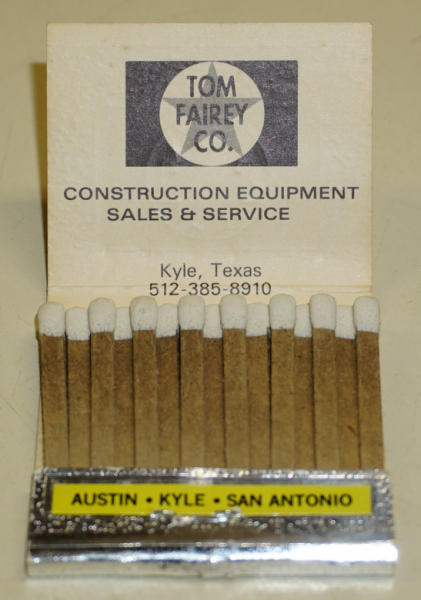 TOM
FAIREY
CO.
CONSTRUCTION EQUIPMENT
SALES & SERVICE
Kyle, Texas
512-385-8910
AUSTIN • KYLE • SAN ANTONIO